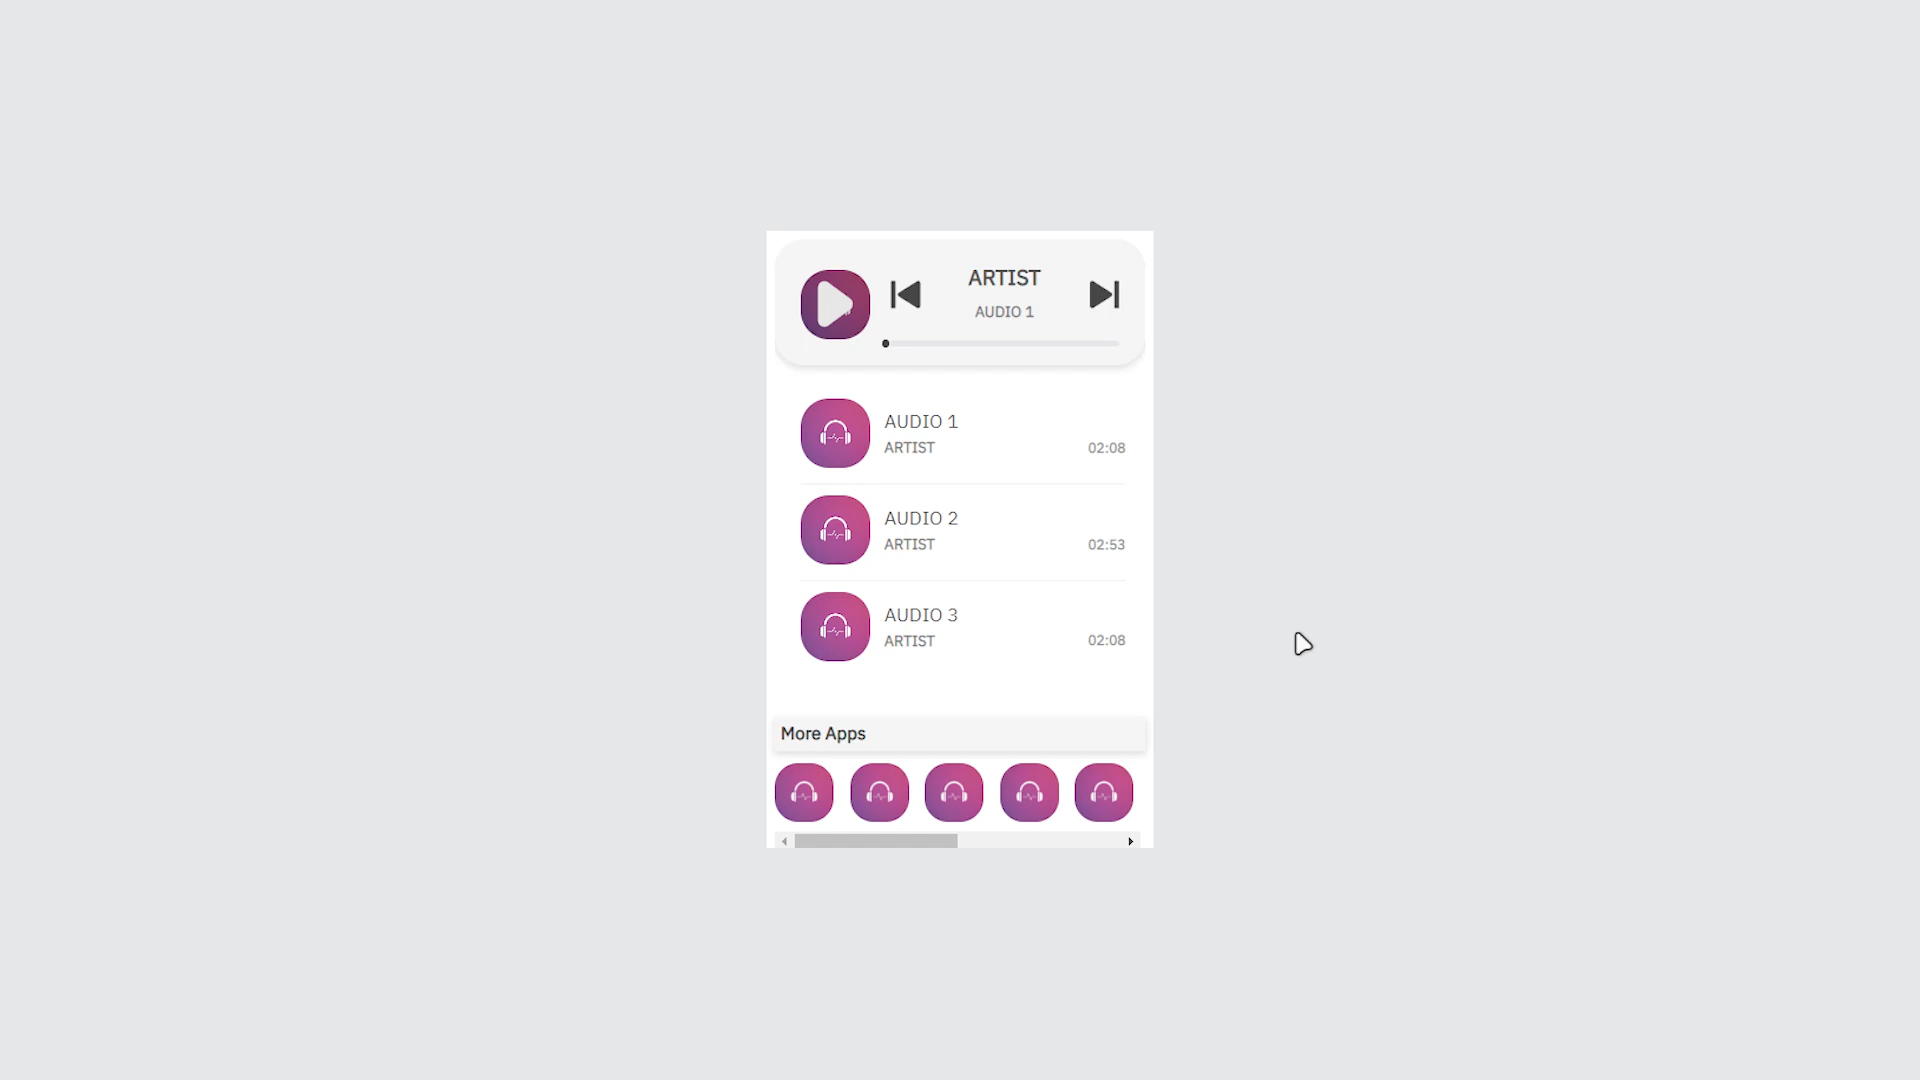 ARTIST
AUDIO 1
AUDIO 1
ARTIST
02:08
AUDIO 2
ARTIST
02:53
AUDIO 3
ARTIST
02:08
More Apps